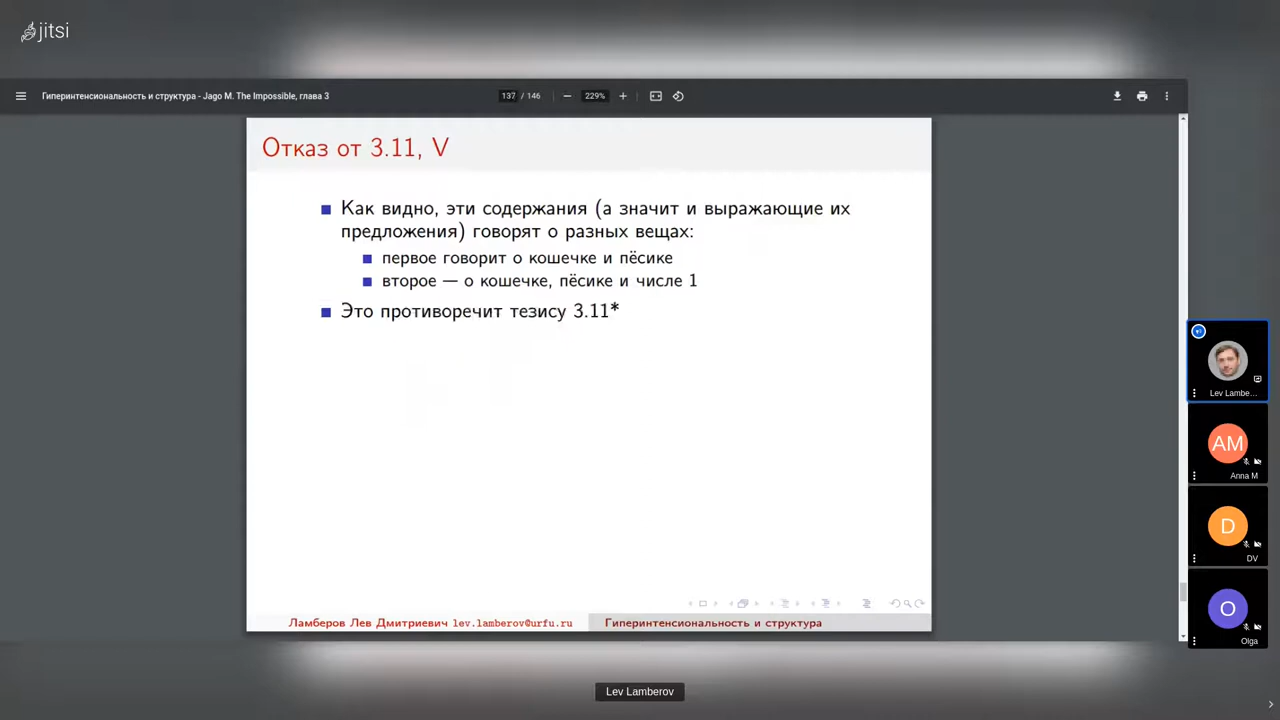 jitsi
Гиперинтенсиональность и структура - Jago M. The Impossible, глава 3
137 / 146
229%
Отказ от 3.11, V
Как видно, эти содержания (а значит и выражающие их
предложения) говорят о разных вещах:
первое говорит о кошечке и пёсике
второе — о кошечке, пёсике и числе 1
Это противоречит тезису 3.11*
Lev Lambe...
AM
Anna M
D
DV
O
Olga
Ламберов Лев Дмитриевич lev.lamberov@urfu.ru
Гиперинтенсиональность и структура
Lev Lamberov